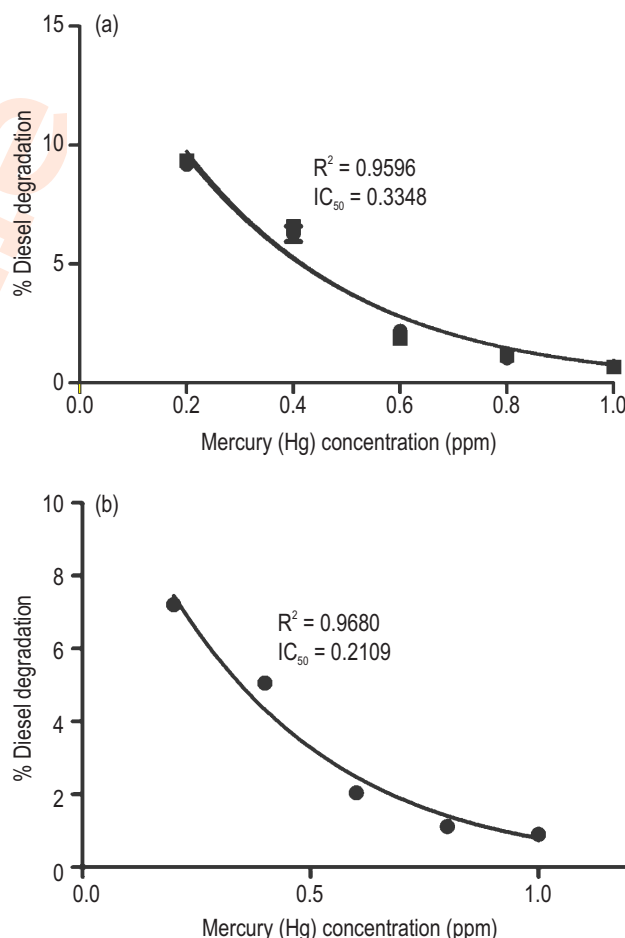 (a)
15
10
5
0
% Diesel degradation
R² = 0.9596
IC₅₀ = 0.3348
0.0 0.2 0.4 0.6 0.8 1.0
Mercury (Hg) concentration (ppm)
(b)
10
8
6
4
2
0
% Diesel degradation
R² = 0.9680
IC₅₀ = 0.2109
0.0 0.5 1.0
Mercury (Hg) concentration (ppm)